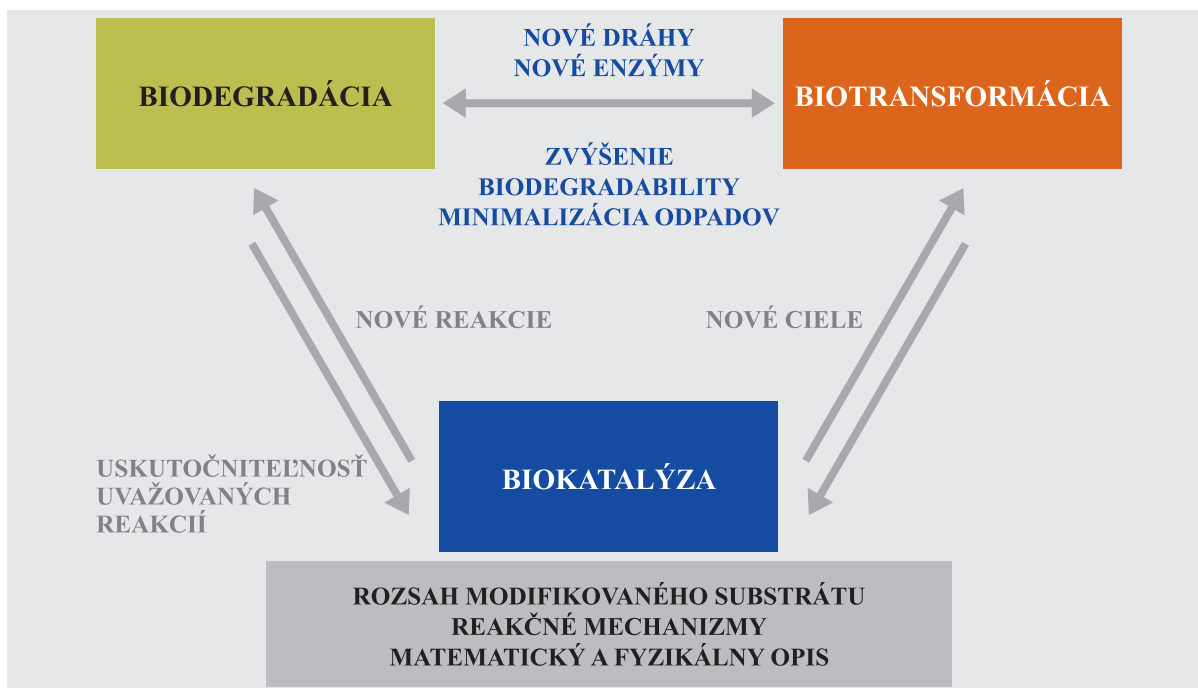 NOVÉ DRÁHY
NOVÉ ENZÝMY
BIODEGRADÁCIA
BIOTRANSFORMÁCIA
ZVÝŠENIE
BIODEGRADABILITY
MINIMALIZÁCIA ODPADOV
NOVÉ REAKCIE
NOVÉ CIELE
USKUTOČNITEĽNOSŤ
UVAŽOVANÝCH
REAKCIÍ
BIOKATALÝZA
ROZSAH MODIFIKOVANÉHO SUBSTRÁTU
REAKČNÉ MECHANIZMY
MATEMATICKÝ A FYZIKÁLNY OPIS